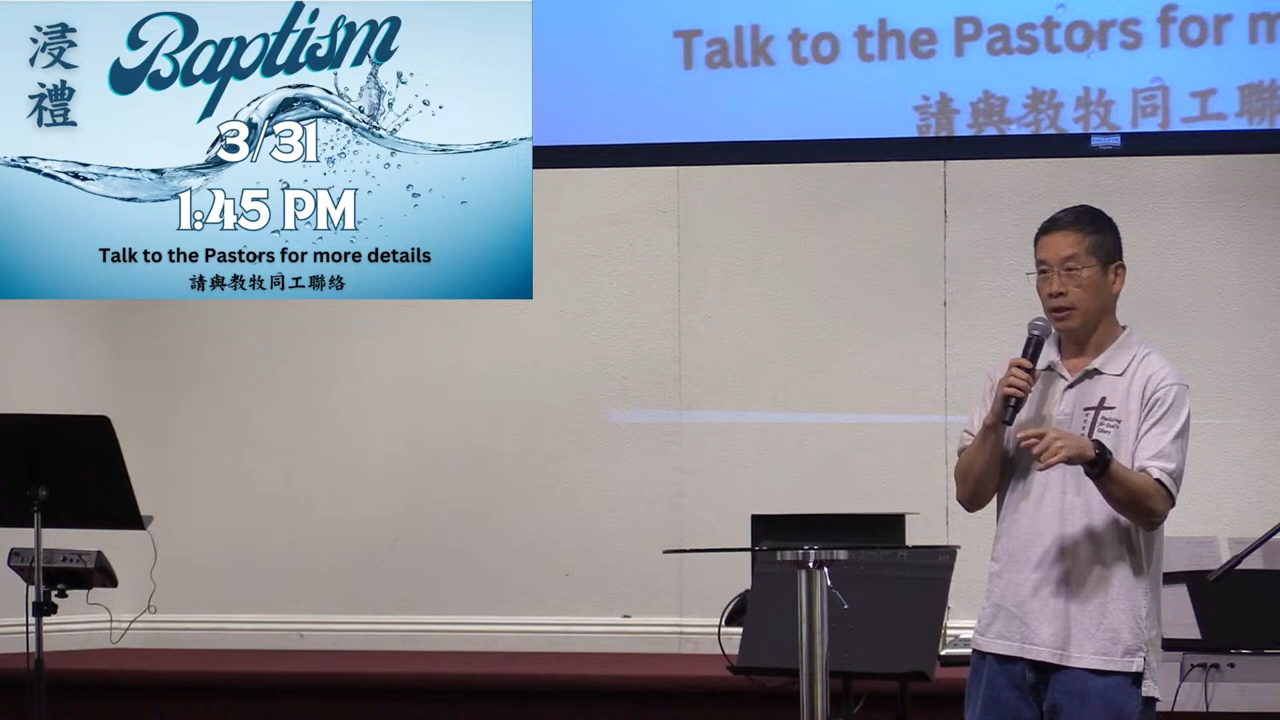 浸禮
Baptism
3/31
1:45 PM
Talk to the Pastors for more details
請與教牧同工聯絡
Talk to the Pastors for m
請與教牧同工聯